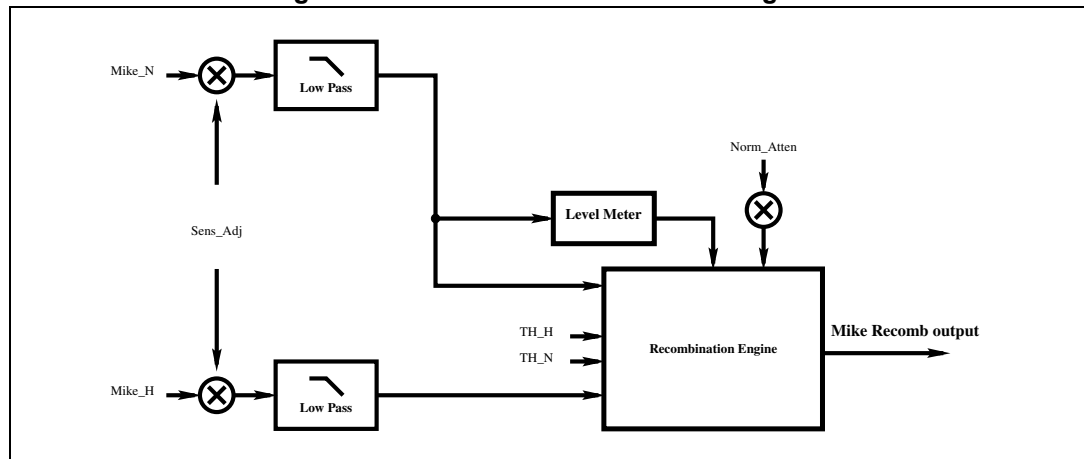 Mike_N
Low Pass
Norm_Atten
Level Meter
Sens_Adj
TH_H
Mike Recomb output
TH_N
Recombination Engine
Mike_H
Low Pass